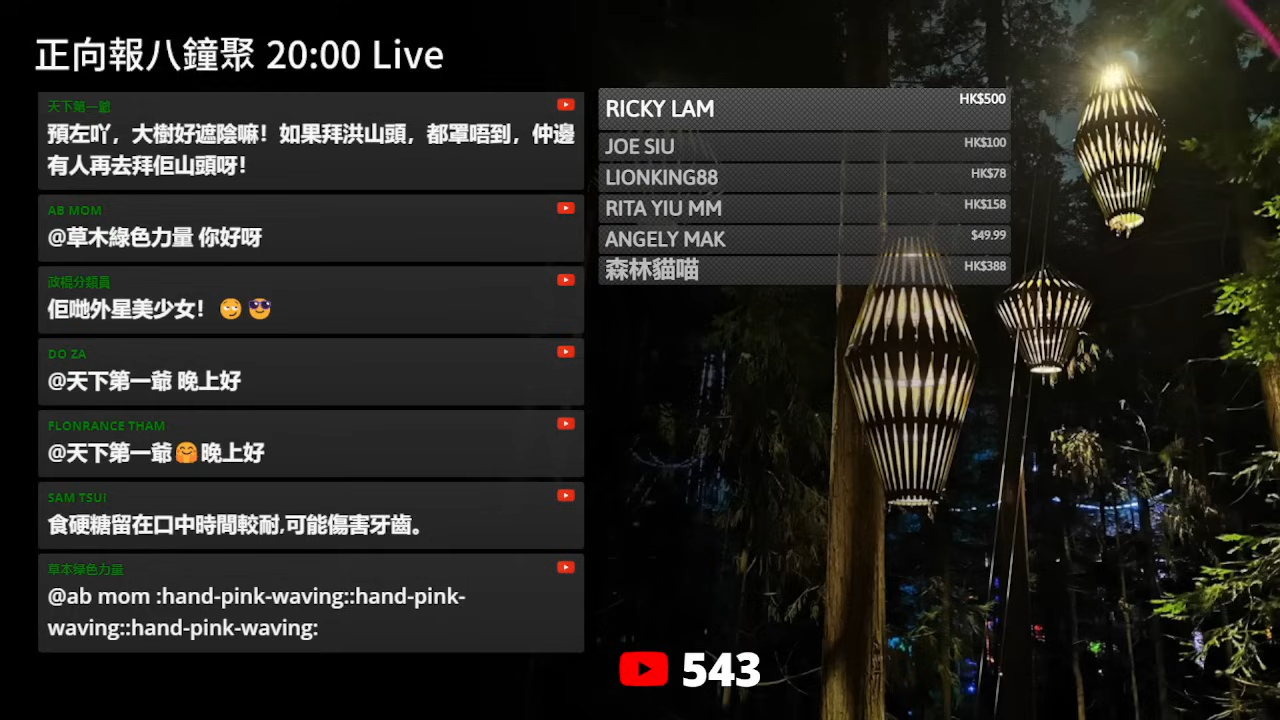 正向報八鐘聚 20:00 Live
天下第一爺
預左吖，大樹好遮陰嘛！如果拜洪山頭，都罩唔到，仲邊
有人再去拜佢山頭呀！
AB MOM
@草木綠色力量 你好呀
政棍分類員
佢哋外星美少女！
DO ZA
@天下第一爺 晚上好
FLONRANCE THAM
@天下第一爺 晚上好
SAM TSUI
食硬糖留在口中時間較耐,可能傷害牙齒。
草本绿色力量
@ab mom :hand-pink-waving::hand-pink-
waving::hand-pink-waving:
RICKY LAM HK$500
JOE SIU HK$100
LIONKING88 HK$78
RITA YIU MM HK$158
ANGELY MAK $49.99
森林貓喵 HK$388
543